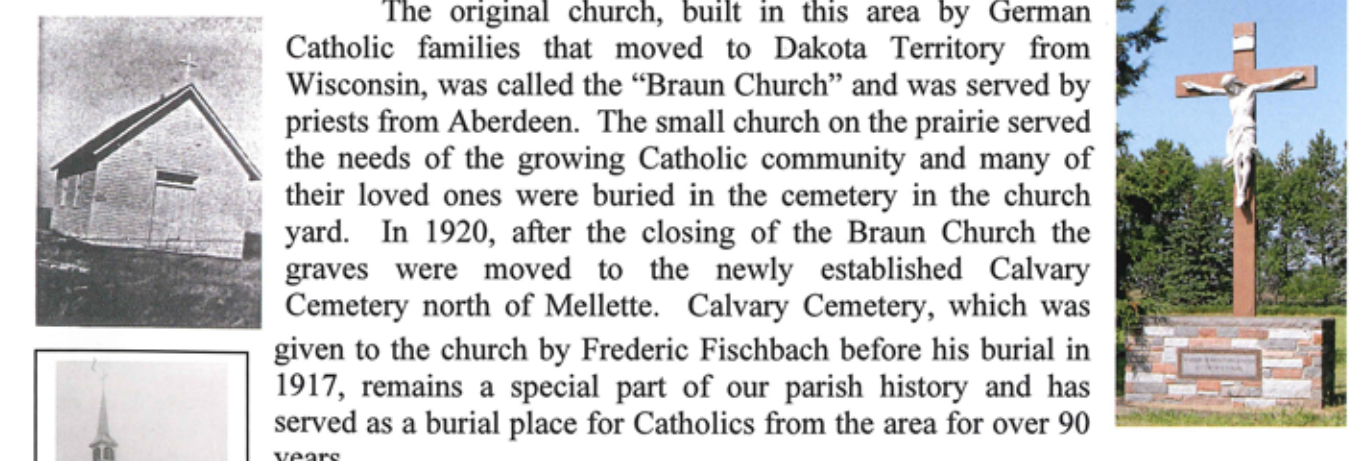 The original church, built in this area by German
Catholic families that moved to Dakota Territory from
Wisconsin, was called the “Braun Church” and was served by
priests from Aberdeen. The small church on the prairie served
the needs of the growing Catholic community and many of
their loved ones were buried in the cemetery in the church
yard. In 1920, after the closing of the Braun Church the
graves were moved to the newly established Calvary
Cemetery north of Mellette. Calvary Cemetery, which was
given to the church by Frederic Fischbach before his burial in
1917, remains a special part of our parish history and has
served as a burial place for Catholics from the area for over 90
years